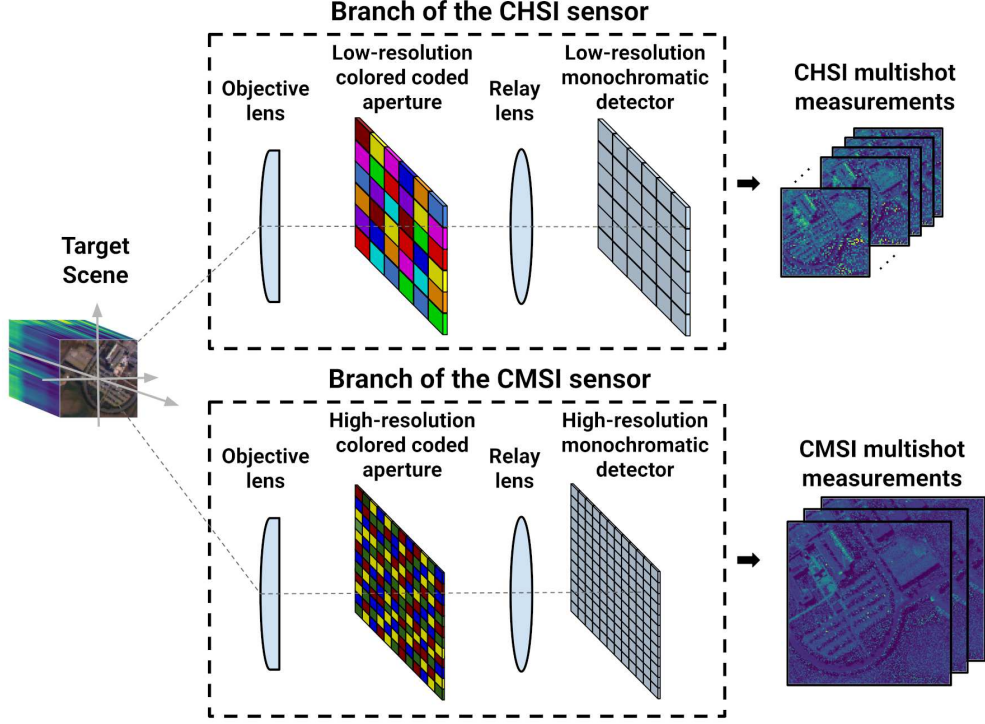 Branch of the CHSI sensor
Objective
lens
Low-resolution
colored coded
aperture
Relay
lens
Low-resolution
monochromatic
detector
CHSI multishot
measurements
Target
Scene
Branch of the CMSI sensor
Objective
lens
High-resolution
colored coded
aperture
Relay
lens
High-resolution
monochromatic
detector
CMSI multishot
measurements